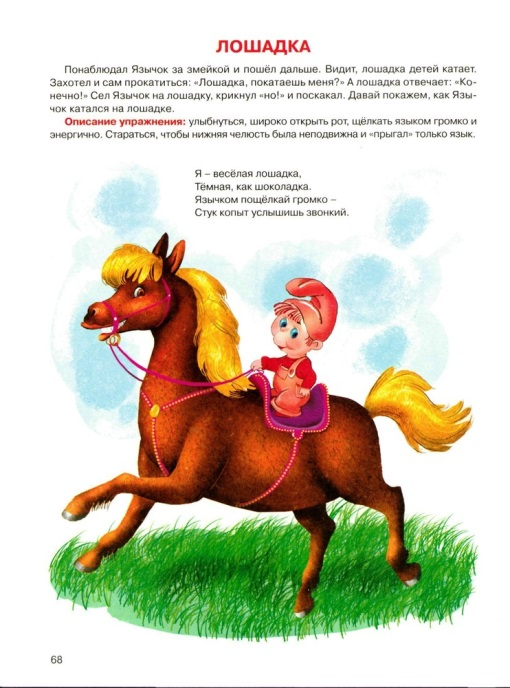 ЛОШАДКА
Понаблюдал Язычок за змейкой и пошёл дальше. Видит, лошадка детей катает.
Захотел и сам прокатиться: «Лошадка, покатаешь меня?» А лошадка отвечает: «Ко-
нечно!» Сел Язычок на лошадку, крикнул «но!» и поскакал. Давай покажем, как Язы-
чок катался на лошадке.
Описание упражнения: улыбнуться, широко открыть рот, щёлкать языком громко и
энергично. Стараться, чтобы нижняя челюсть была неподвижна и «прыгал» только язык.
Я – весёлая лошадка,
Тёмная, как шоколадка.
Язычком пощёлкай громко –
Стук копыт услышишь звонкий.
68